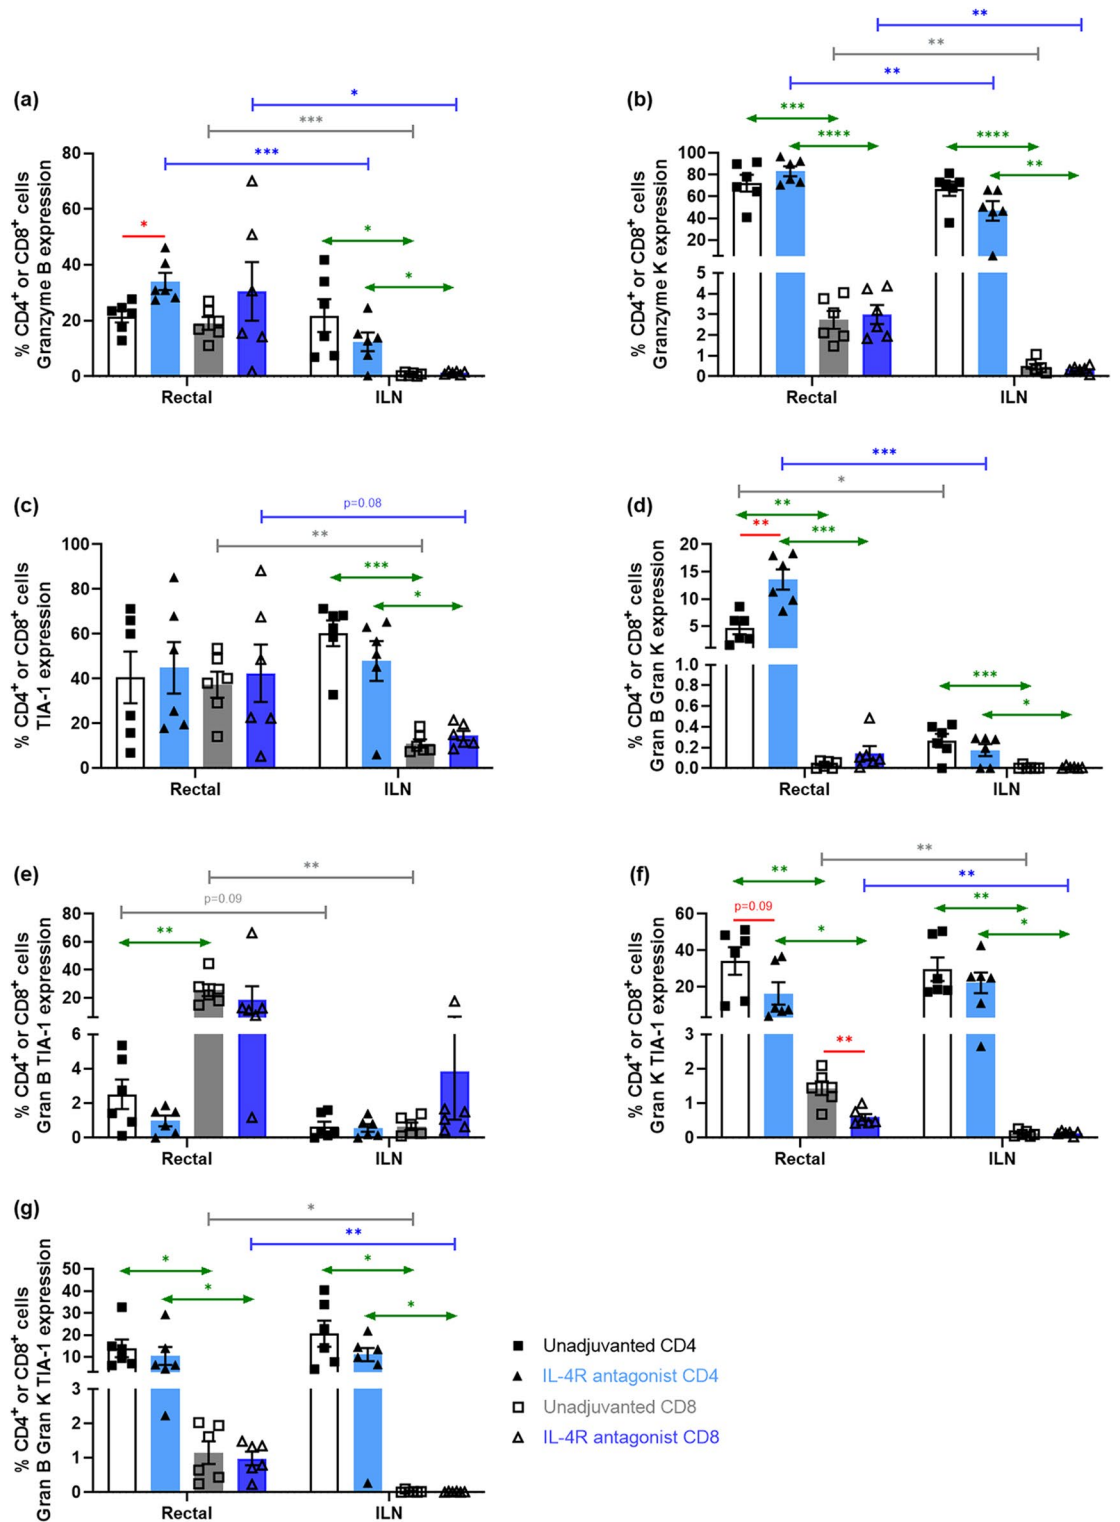 (a)
*
***
***
*
*
*
80
60
40
20
0
% CD4+ or CD8+ cells
Granzyme B expression
Rectal
ILN
(b)
**
**
**
***
****
****
**
100
80
60
40
20
5
4
3
2
1
0
% CD4+ or CD8+ cells
Granzyme K expression
Rectal
ILN
(c)
p=0.08
**
***
*
100
80
60
40
20
0
% CD4+ or CD8+ cells
TIA-1 expression
Rectal
ILN
(d)
***
*
**
**
***
***
*
20
15
10
5
1.0
0.8
0.6
0.4
0.2
0.0
% CD4+ or CD8+ cells
Gran B Gran K expression
Rectal
ILN
(e)
**
p=0.09
**
80
60
40
20
6
4
2
0
% CD4+ or CD8+ cells
Gran B TIA-1 expression
Rectal
ILN
(f)
**
**
**
**
p=0.09
*
*
**
60
40
20
3
2
1
0
% CD4+ or CD8+ cells
Gran K TIA-1 expression
Rectal
ILN
(g)
*
**
*
*
*
*
50
40
30
20
10
3
2
1
0
% CD4+ or CD8+ cells
Gran B Gran K TIA-1 expression
Rectal
ILN
Unadjuvanted CD4
IL-4R antagonist CD4
Unadjuvanted CD8
IL-4R antagonist CD8